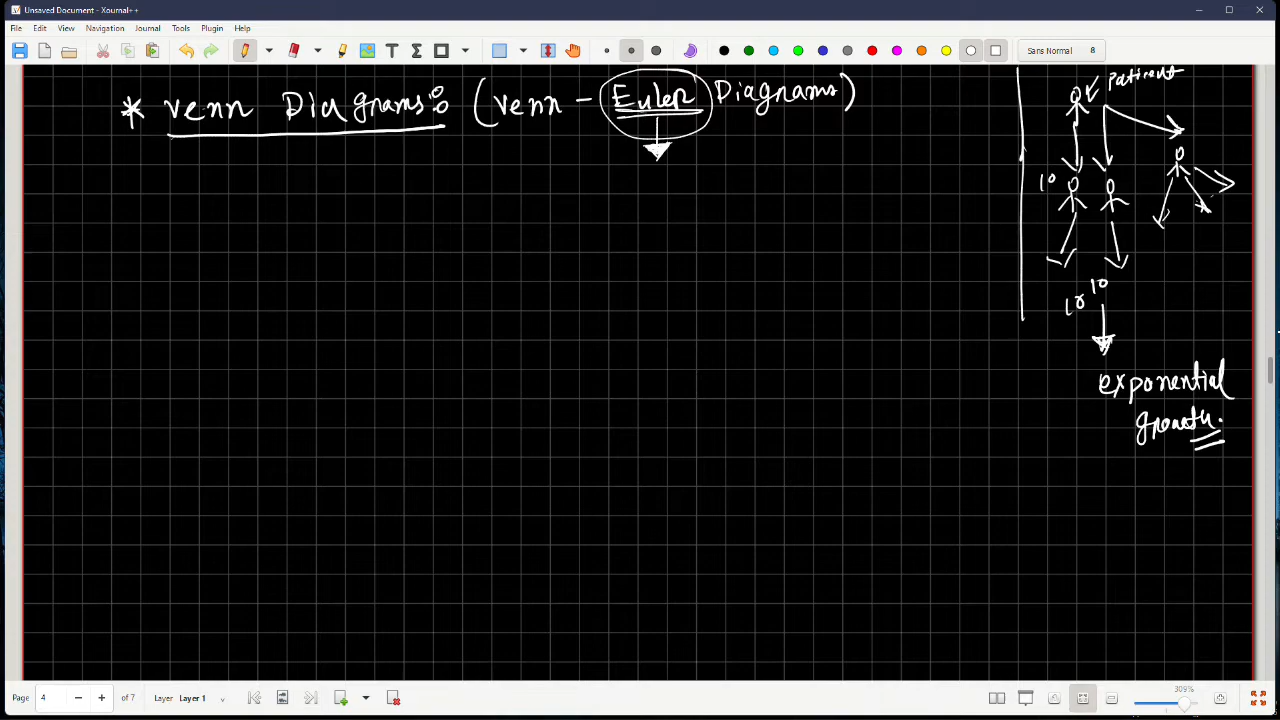 Unsaved Document - Xournal++
File Edit View Navigation Journal Tools Plugin Help
Sans Normal 8
* Venn Diagrams: (Venn - Euler Diagrams)
Patient
10
10
10
exponential
growth.
Page 4 of 7 Layer Layer 1
309%